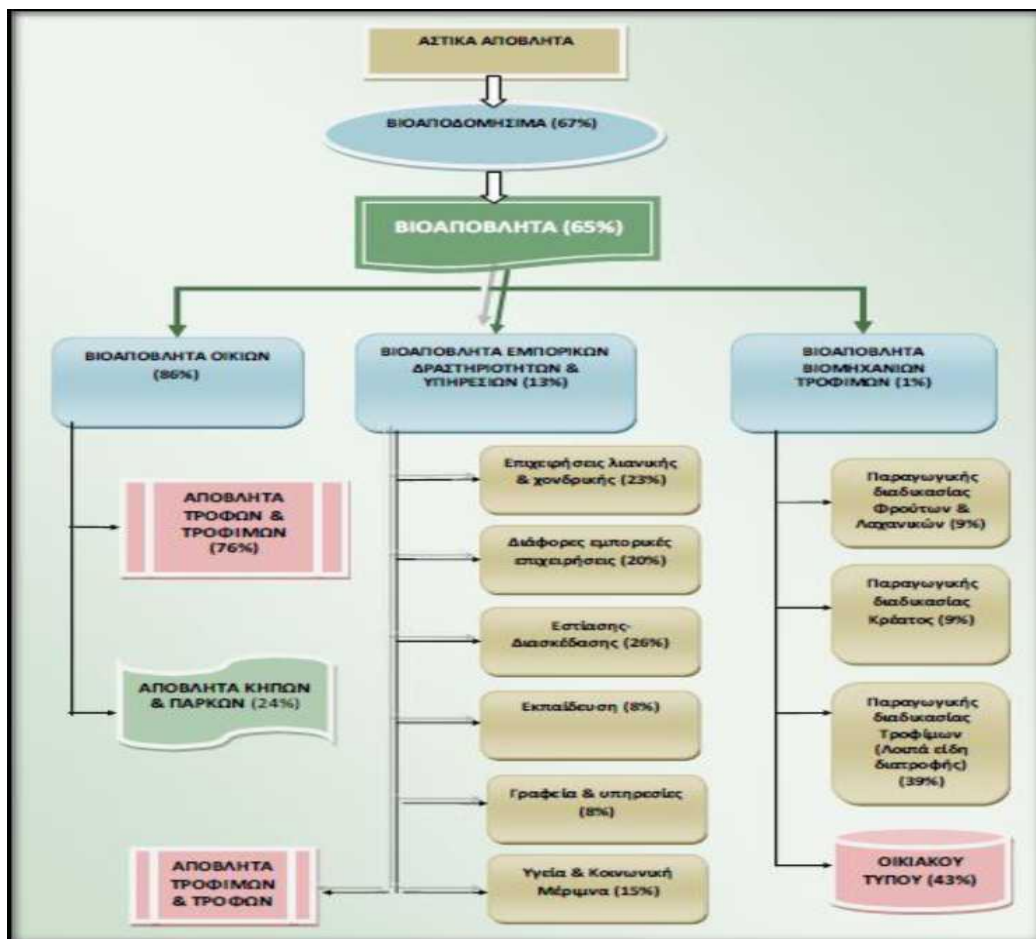 ΑΣΤΙΚΑ ΑΠΟΒΛΗΤΑ
ΒΙΟΑΠΟΔΟΜΗΣΙΜΑ (67%)
ΒΙΟΑΠΟΒΛΗΤΑ (65%)
ΒΙΟΑΠΟΒΛΗΤΑ ΟΙΚΙΩΝ
(86%)
ΑΠΟΒΛΗΤΑ
ΤΡΟΦΩΝ &
ΤΡΟΦΙΜΩΝ
(76%)
ΑΠΟΒΛΗΤΑ ΚΗΠΩΝ
& ΠΑΡΚΩΝ (24%)
ΒΙΟΑΠΟΒΛΗΤΑ ΕΜΠΟΡΙΚΩΝ
ΔΡΑΣΤΗΡΙΟΤΗΤΩΝ &
ΥΠΗΡΕΣΙΩΝ (13%)
Επιχειρήσεις λιανικής
& χονδρικής (23%)
Διάφορες εμπορικές
επιχειρήσεις (20%)
Εστίασης-
Διασκέδασης (26%)
Εκπαίδευση (8%)
Γραφεία & υπηρεσίες
(8%)
Υγεία & Κοινωνική
Μέριμνα (15%)
ΑΠΟΒΛΗΤΑ
ΤΡΟΦΙΜΩΝ
& ΤΡΟΦΩΝ
ΒΙΟΑΠΟΒΛΗΤΑ
ΒΙΟΜΗΧΑΝΙΩΝ
ΤΡΟΦΙΜΩΝ (1%)
Παραγωγικής
διαδικασίας
Φρούτων &
Λαχανικών (9%)
Παραγωγικής
διαδικασίας
Κρέατος (9%)
Παραγωγικής
διαδικασίας
Τροφίμων
(Λοιπά είδη
διατροφής)
(39%)
ΟΙΚΙΑΚΟΥ
ΤΥΠΟΥ (43%)